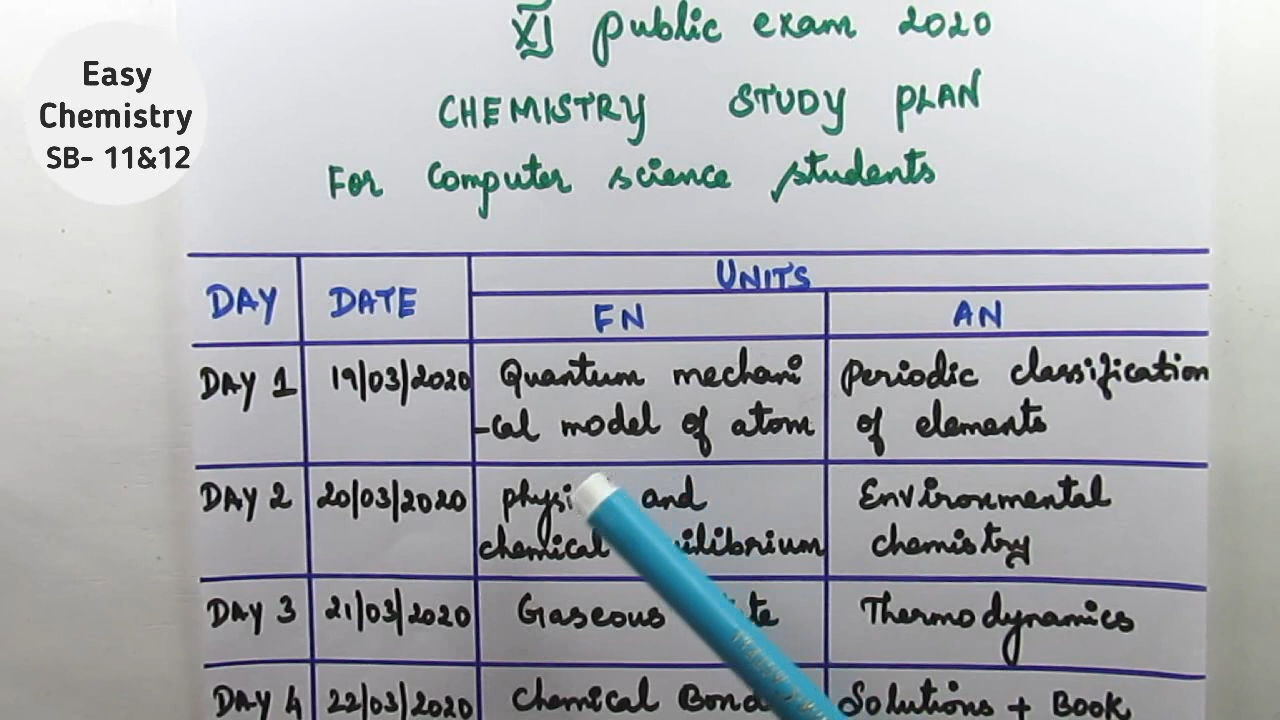 Easy
Chemistry
SB- 11&12
XI public exam 2020
CHEMISTRY STUDY PLAN
For Computer science students
DAY DATE UNITS
FN AN
DAY 1 19/03/2020 Quantum mechani Periodic classification
-cal model of atom of elements
DAY 2 20/03/2020 and Environmental
chemical chemistry
DAY 3 21/03/2020 Gaseous Thermodynamics
DAY 4 22/03/2020 Chemical Solutions + Book